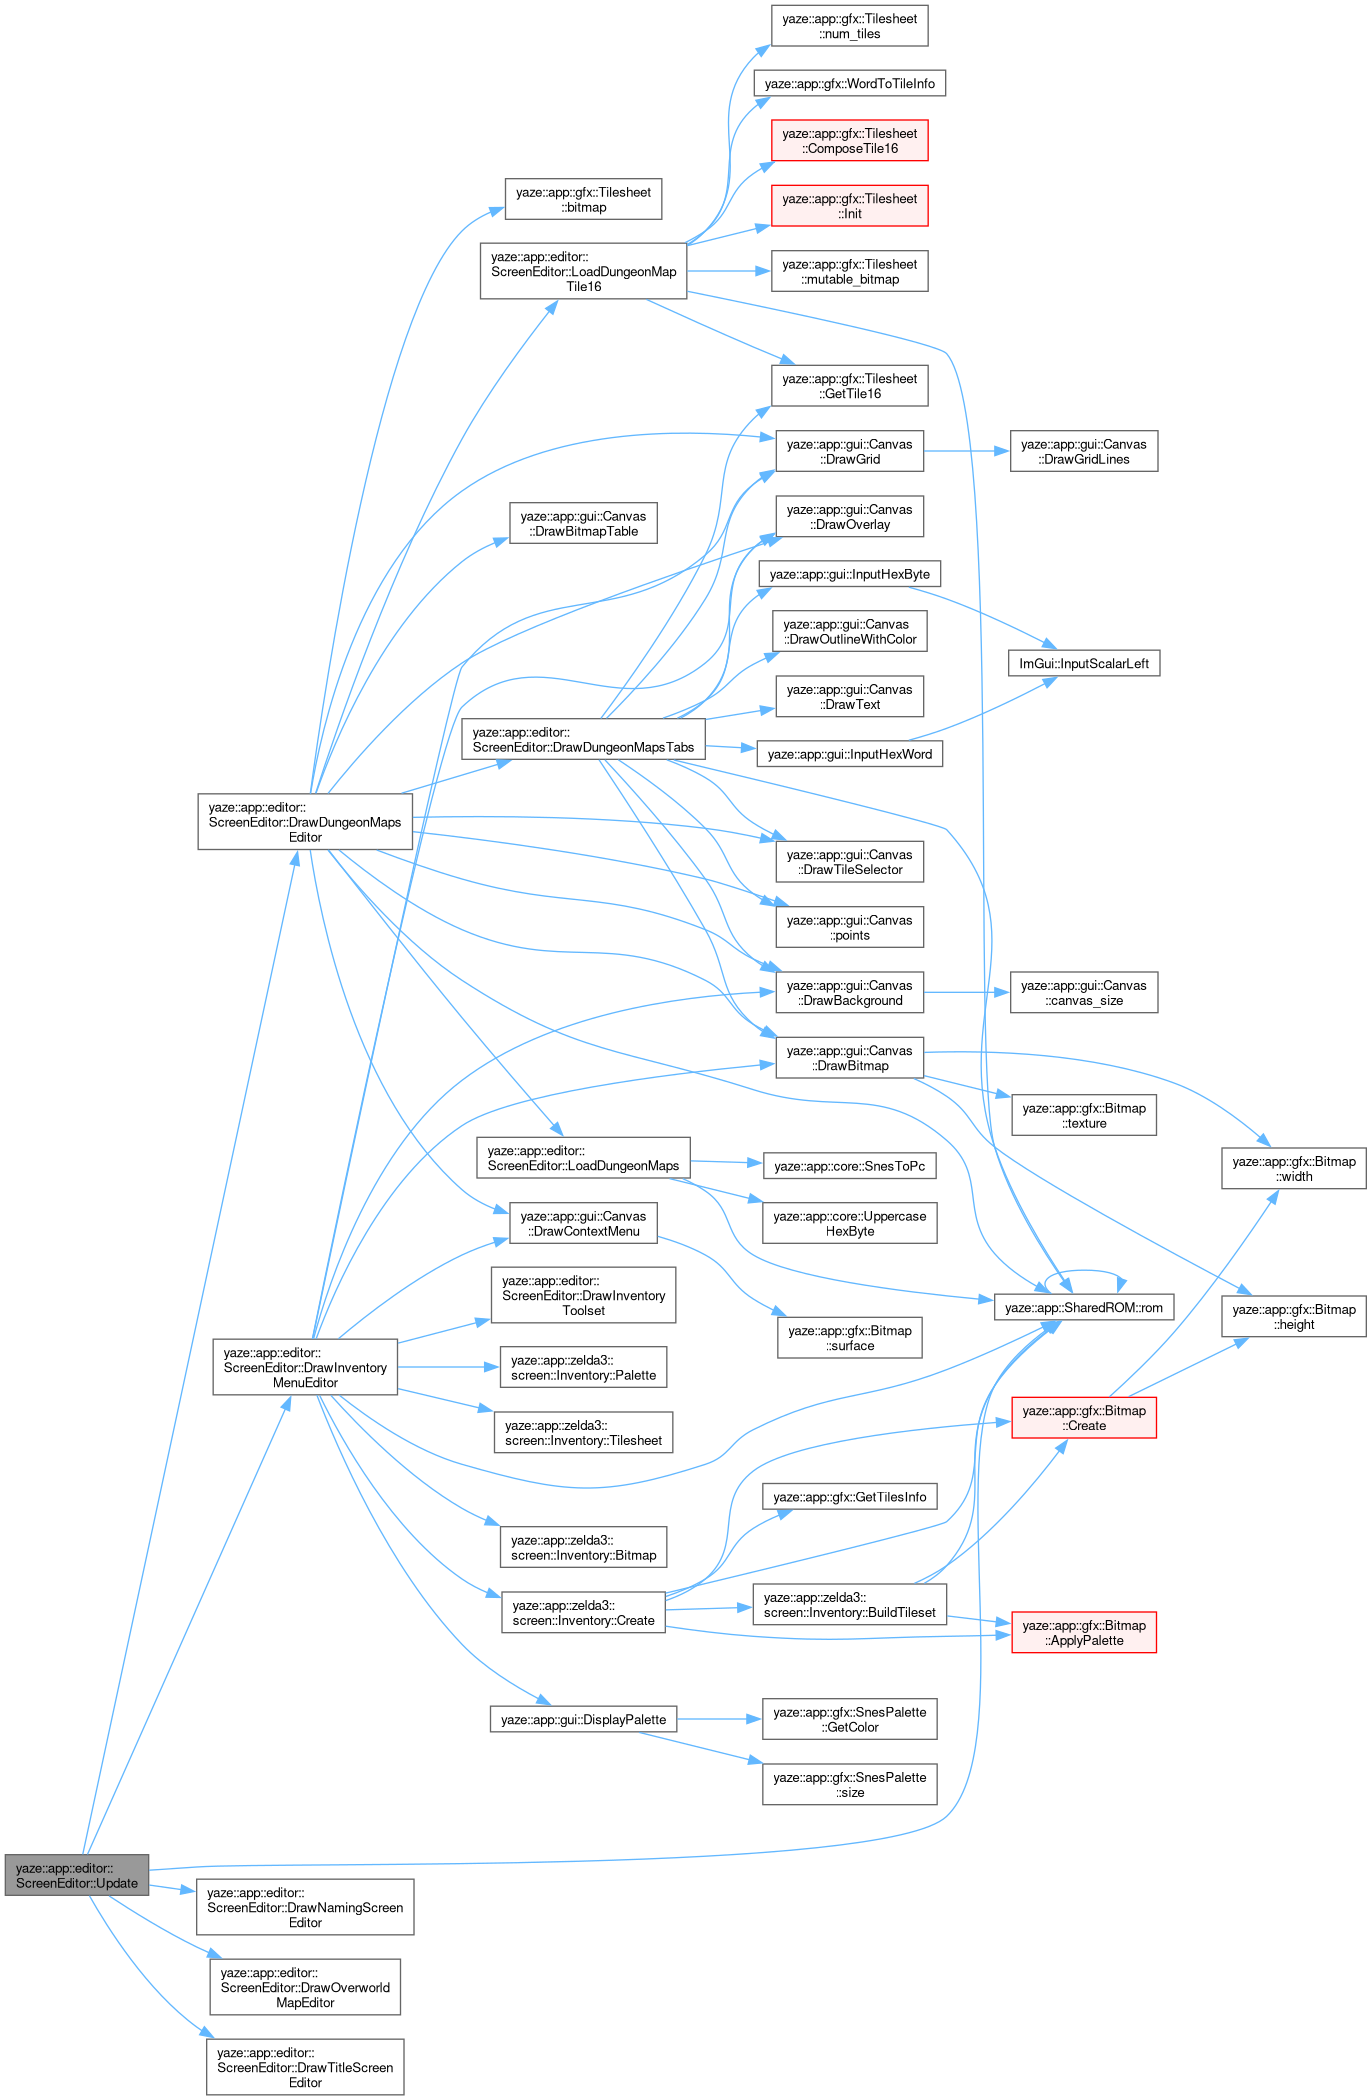 yaze::app::gfx::Tilesheet
::num_tiles
yaze::app::gfx::WordToTileInfo
yaze::app::gfx::Tilesheet
::ComposeTile16
yaze::app::gfx::Tilesheet
::bitmap
yaze::app::gfx::Tilesheet
::Init
yaze::app::editor::
ScreenEditor::LoadDungeonMap
Tile16
yaze::app::gfx::Tilesheet
::mutable_bitmap
yaze::app::gfx::Tilesheet
::GetTile16
yaze::app::gui::Canvas
::DrawGrid
yaze::app::gui::Canvas
::DrawGridLines
yaze::app::gui::Canvas
::DrawBitmapTable
yaze::app::gui::Canvas
::DrawOverlay
yaze::app::gui::InputHexByte
yaze::app::gui::Canvas
::DrawOutlineWithColor
ImGui::InputScalarLeft
yaze::app::gui::Canvas
::DrawText
yaze::app::editor::
ScreenEditor::DrawDungeonMapsTabs
yaze::app::gui::InputHexWord
yaze::app::editor::
ScreenEditor::DrawDungeonMaps
Editor
yaze::app::gui::Canvas
::DrawTileSelector
yaze::app::gui::Canvas
::points
yaze::app::gui::Canvas
::DrawBackground
yaze::app::gui::Canvas
::canvas_size
yaze::app::gui::Canvas
::DrawBitmap
yaze::app::gfx::Bitmap
::texture
yaze::app::gfx::Bitmap
::width
yaze::app::editor::
ScreenEditor::LoadDungeonMaps
yaze::app::core::SnesToPc
yaze::app::core::Uppercase
HexByte
yaze::app::gui::Canvas
::DrawContextMenu
yaze::app::editor::
ScreenEditor::DrawInventory
Toolset
yaze::app::SharedROM::rom
yaze::app::gfx::Bitmap
::height
yaze::app::gfx::Bitmap
::surface
yaze::app::editor::
ScreenEditor::DrawInventory
MenuEditor
yaze::app::zelda3::
screen::Inventory::Palette
yaze::app::gfx::Bitmap
::Create
yaze::app::zelda3::
screen::Inventory::Tilesheet
yaze::app::gfx::GetTilesInfo
yaze::app::zelda3::
screen::Inventory::Bitmap
yaze::app::zelda3::
screen::Inventory::Create
yaze::app::zelda3::
screen::Inventory::BuildTileset
yaze::app::gfx::Bitmap
::ApplyPalette
yaze::app::gui::DisplayPalette
yaze::app::gfx::SnesPalette
::GetColor
yaze::app::gfx::SnesPalette
::size
yaze::app::editor::
ScreenEditor::Update
yaze::app::editor::
ScreenEditor::DrawNamingScreen
Editor
yaze::app::editor::
ScreenEditor::DrawOverworld
MapEditor
yaze::app::editor::
ScreenEditor::DrawTitleScreen
Editor